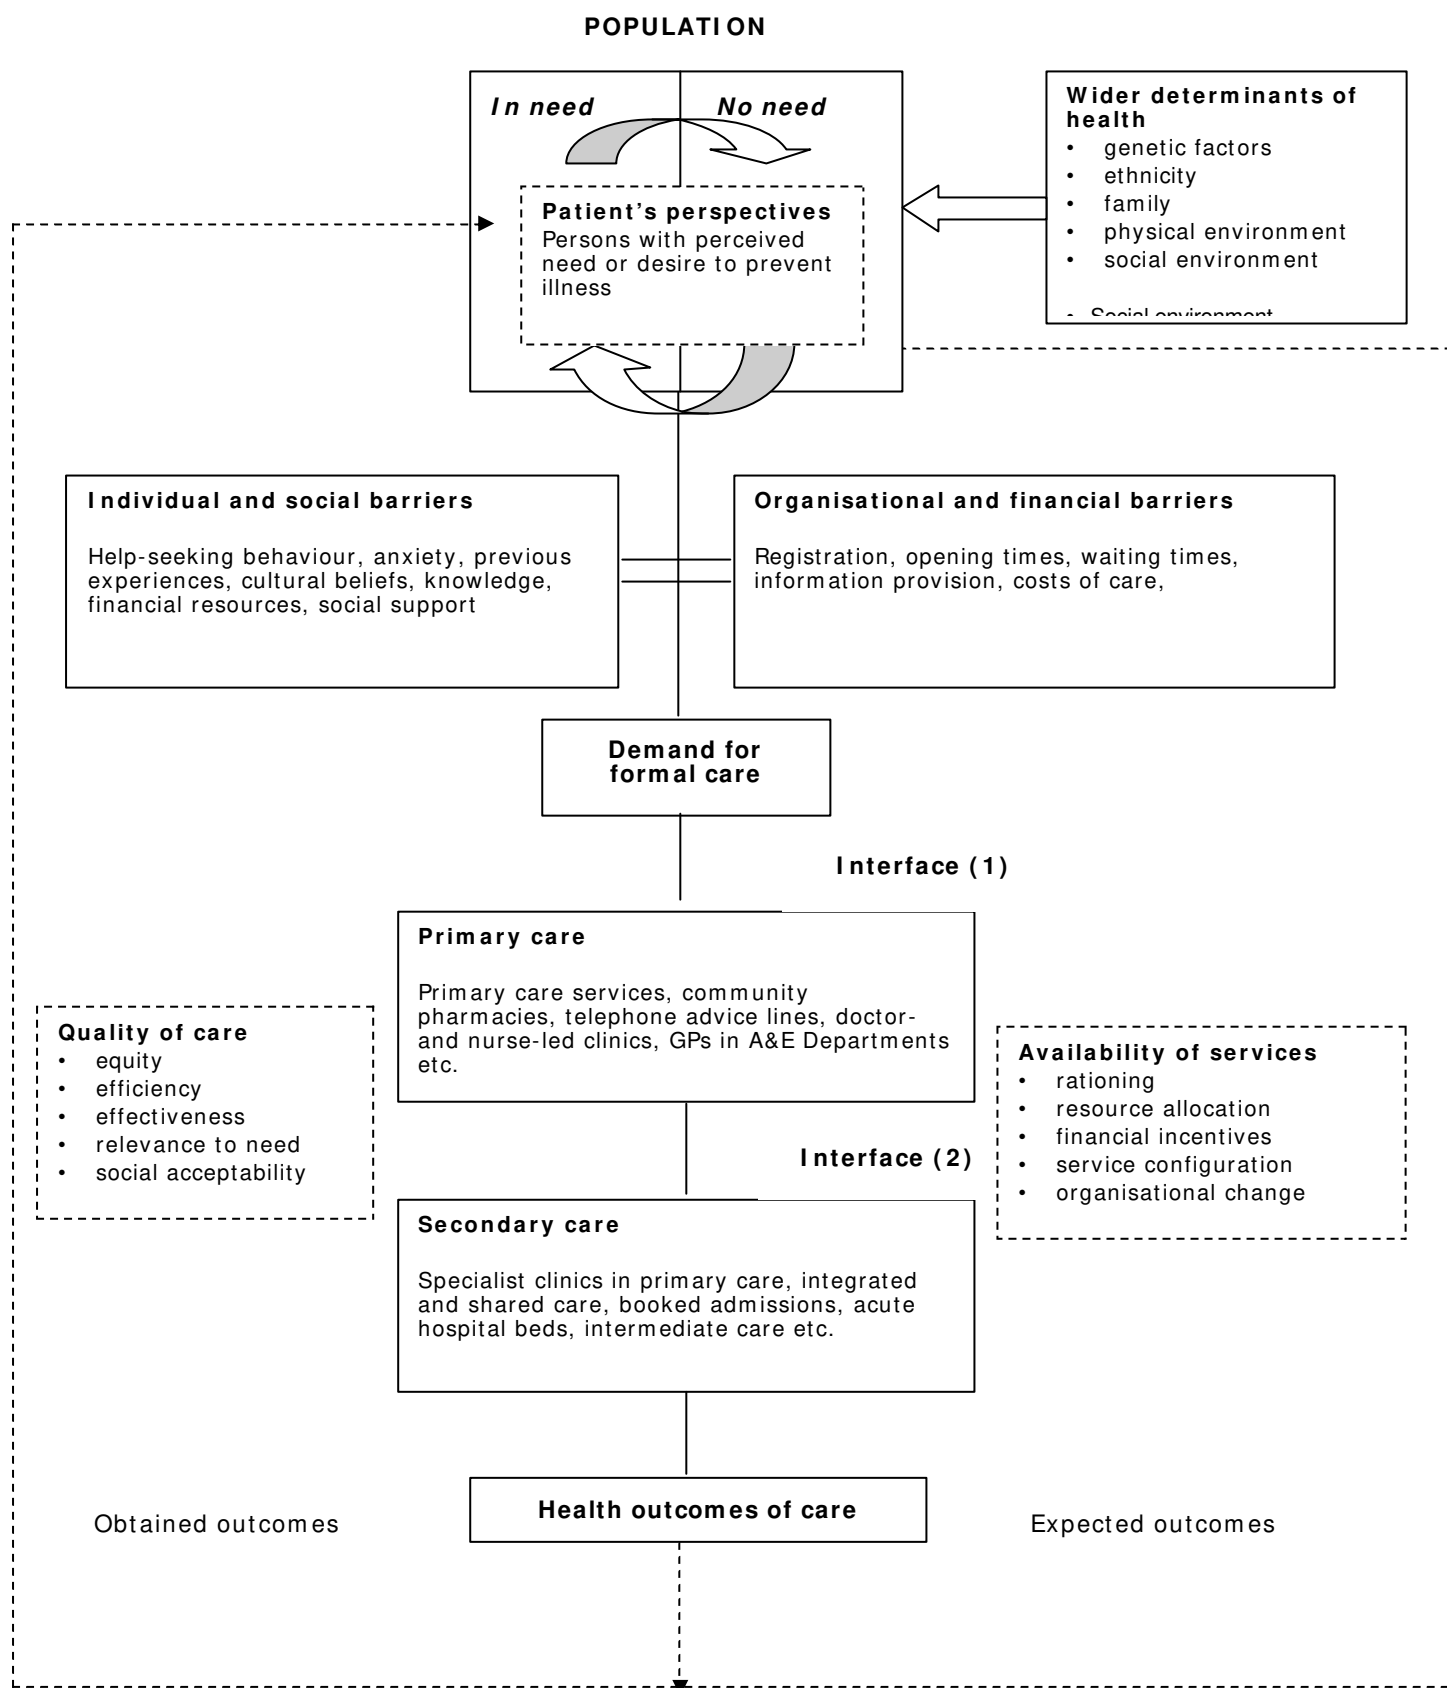 POPULATION
In need
No need
Wider determinants of
health
• genetic factors
• ethnicity
• family
• physical environment
• social environment
• Social environment
Patient's perspectives
Persons with perceived
need or desire to prevent
illness
Individual and social barriers
Help-seeking behaviour, anxiety, previous
experiences, cultural beliefs, knowledge,
financial resources, social support
Organisational and financial barriers
Registration, opening times, waiting times,
information provision, costs of care,
Demand for
formal care
Interface (1)
Primary care
Primary care services, community
pharmacies, telephone advice lines, doctor-
and nurse-led clinics, GPs in A&E Departments
etc.
Quality of care
• equity
• efficiency
• effectiveness
• relevance to need
• social acceptability
Availability of services
• rationing
• resource allocation
• financial incentives
• service configuration
• organisational change
Interface (2)
Secondary care
Specialist clinics in primary care, integrated
and shared care, booked admissions, acute
hospital beds, intermediate care etc.
Health outcomes of care
Obtained outcomes
Expected outcomes